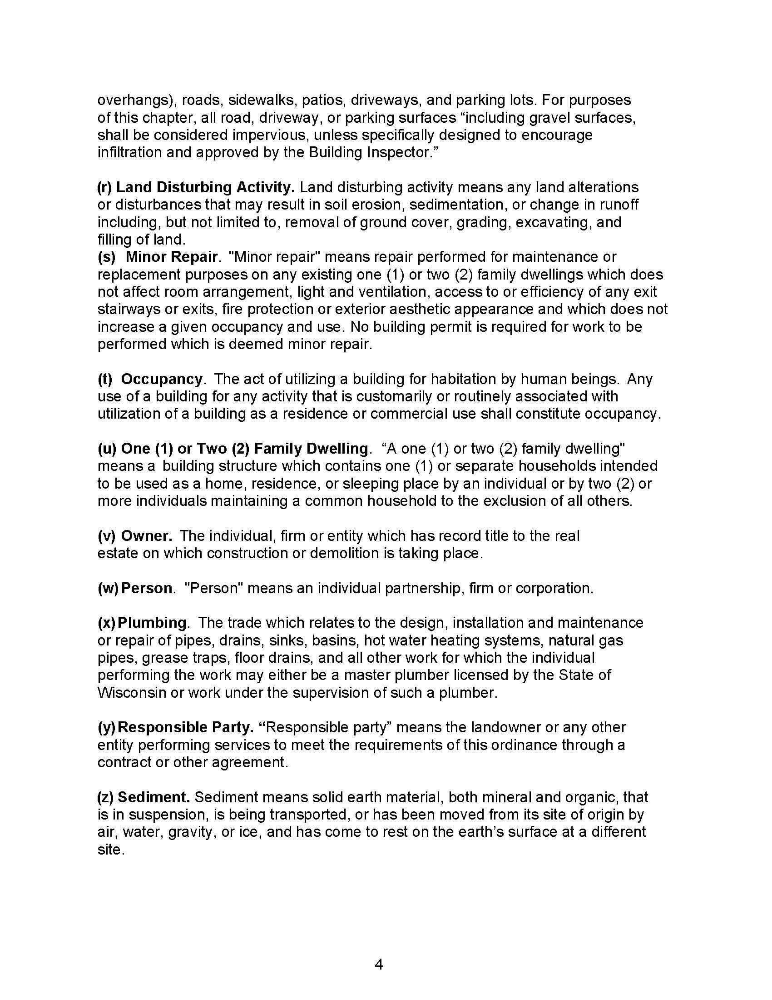 overhangs), roads, sidewalks, patios, driveways, and parking lots. For purposes
of this chapter, all road, driveway, or parking surfaces “including gravel surfaces,
shall be considered impervious, unless specifically designed to encourage
infiltration and approved by the Building Inspector.”
(r) Land Disturbing Activity. Land disturbing activity means any land alterations
or disturbances that may result in soil erosion, sedimentation, or change in runoff
including, but not limited to, removal of ground cover, grading, excavating, and
filling of land.
(s) Minor Repair. "Minor repair" means repair performed for maintenance or
replacement purposes on any existing one (1) or two (2) family dwellings which does
not affect room arrangement, light and ventilation, access to or efficiency of any exit
stairways or exits, fire protection or exterior aesthetic appearance and which does not
increase a given occupancy and use. No building permit is required for work to be
performed which is deemed minor repair.
(t) Occupancy. The act of utilizing a building for habitation by human beings. Any
use of a building for any activity that is customarily or routinely associated with
utilization of a building as a residence or commercial use shall constitute occupancy.
(u) One (1) or Two (2) Family Dwelling. “A one (1) or two (2) family dwelling"
means a building structure which contains one (1) or separate households intended
to be used as a home, residence, or sleeping place by an individual or by two (2) or
more individuals maintaining a common household to the exclusion of all others.
(v) Owner. The individual, firm or entity which has record title to the real
estate on which construction or demolition is taking place.
(w) Person. "Person" means an individual partnership, firm or corporation.
(x) Plumbing. The trade which relates to the design, installation and maintenance
or repair of pipes, drains, sinks, basins, hot water heating systems, natural gas
pipes, grease traps, floor drains, and all other work for which the individual
performing the work may either be a master plumber licensed by the State of
Wisconsin or work under the supervision of such a plumber.
(y) Responsible Party. “Responsible party” means the landowner or any other
entity performing services to meet the requirements of this ordinance through a
contract or other agreement.
(z) Sediment. Sediment means solid earth material, both mineral and organic, that
is in suspension, is being transported, or has been moved from its site of origin by
air, water, gravity, or ice, and has come to rest on the earth’s surface at a different
site.
4